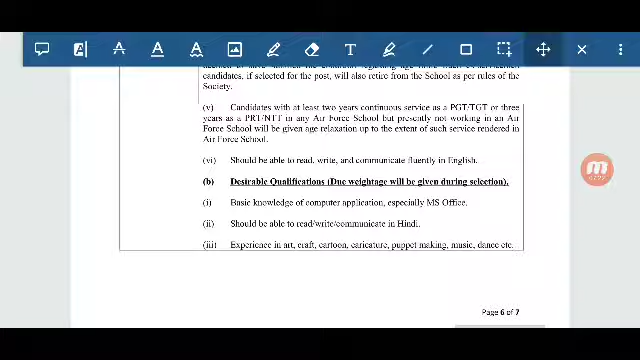 candidates, if selected for the post, will also retire from the School as per rules of the
Society.
(v) Candidates with at least two years continuous service as a PGT/TGT or three
years as a PRT/NTT in any Air Force School but presently not working in an Air
Force School will be given age relaxation up to the extent of such service rendered in
Air Force School.
(vi) Should be able to read, write, and communicate fluently in English.
(b) Desirable Qualifications (Due weightage will be given during selection).
(i) Basic knowledge of computer application, especially MS Office.
(ii) Should be able to read/write/communicate in Hindi.
(iii) Experience in art, craft, cartoon, caricature, puppet making, music, dance etc.
Page 6 of 7